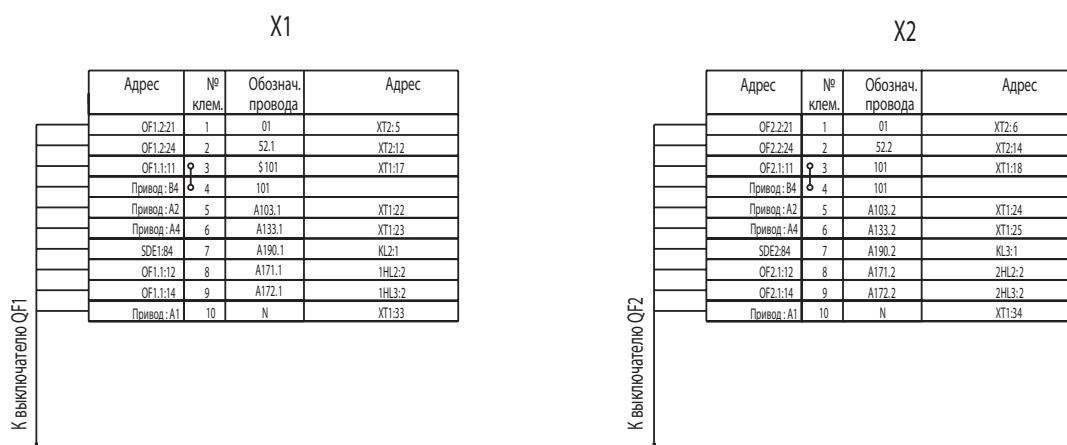 X1
Адрес № клем. Обознач. провода Адрес
OF1.2:21 1 01 XT2: 5
OF1.2:24 2 52.1 XT2:12
OF1.1:11 3 $101 XT1:17
Привод : B4 4 101
Привод : A2 5 A103.1 XT1:22
Привод : A4 6 A133.1 XT1:23
SDE1:84 7 A190.1 KL2:1
OF1.1:12 8 A171.1 1HL2:2
OF1.1:14 9 A172.1 1HL3:2
Привод : A1 10 N XT1:33
К выключателю QF1
X2
Адрес № клем. Обознач. провода Адрес
OF2.2:21 1 01 XT2: 6
OF2.2:24 2 52.2 XT2:14
OF2.1:11 3 101 XT1:18
Привод : B4 4 101
Привод : A2 5 A103.2 XT1:24
Привод : A4 6 A133.2 XT1:25
SDE2:84 7 A190.2 KL3:1
OF2.1:12 8 A171.2 2HL2:2
OF2.1:14 9 A172.2 2HL3:2
Привод : A1 10 N XT1:34
К выключателю QF2